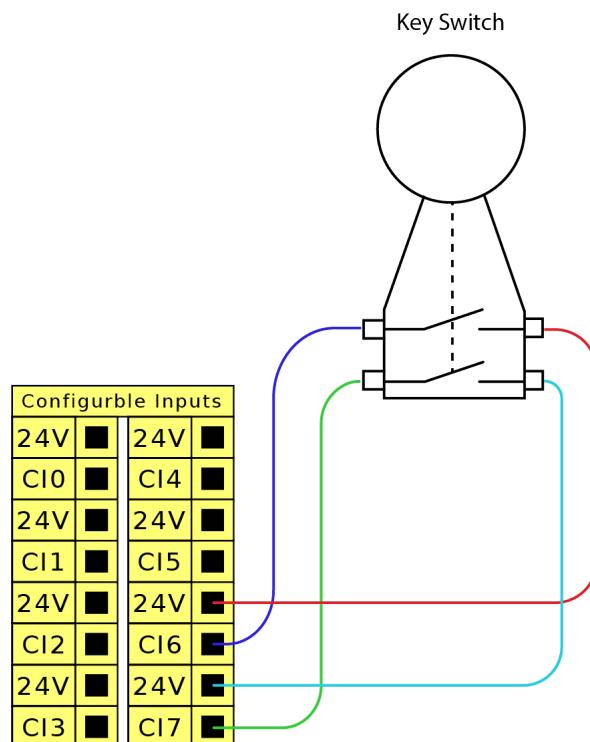 Key Switch
Configurble Inputs
24V 24V
CI0 CI4
24V 24V
CI1 CI5
24V 24V
CI2 CI6
24V 24V
CI3 CI7